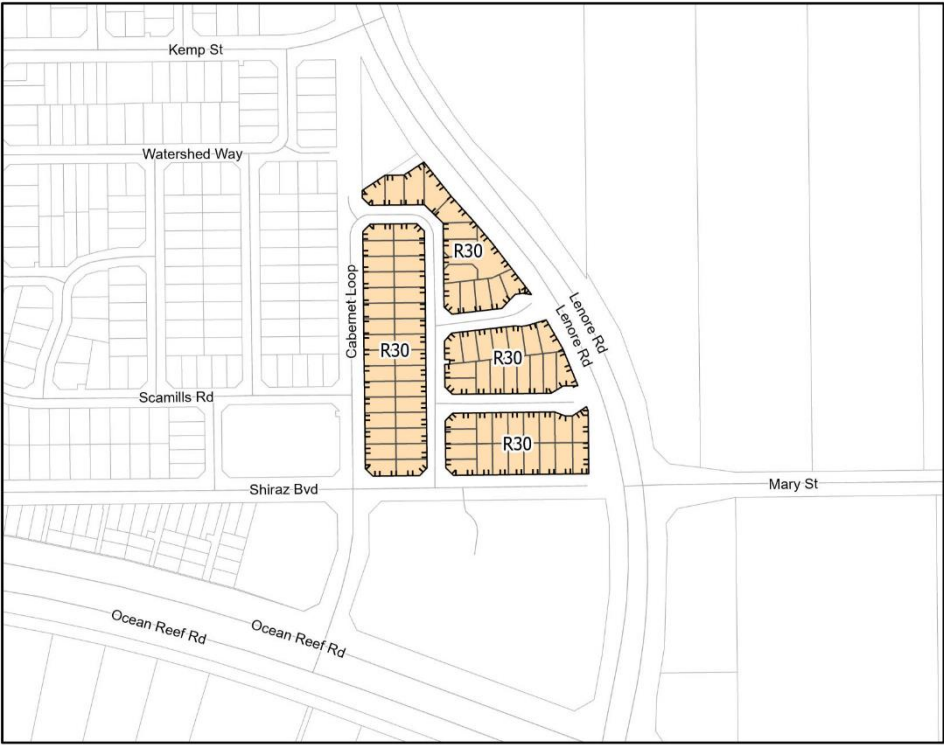 Kemp St
Watershed Way
R30
Lenore Rd
Lenore Rd
Cabernet Loop
R30
R30
Scamills Rd
R30
Mary St
Shiraz Bvd
Ocean Reef Rd
Ocean Reef Rd